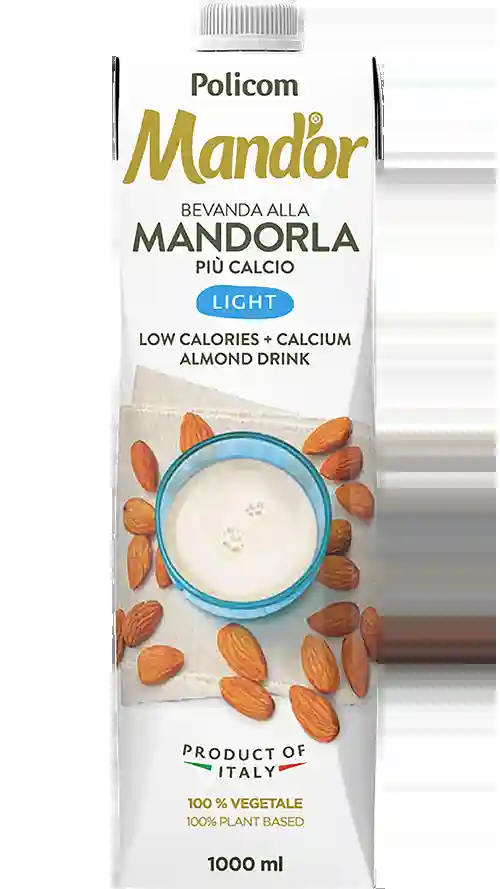 Policom
Mand'or®
BEVANDA ALLA
MANDORLA
PIÙ CALCIO
LIGHT
LOW CALORIES + CALCIUM
ALMOND DRINK
PRODUCT OF
ITALY
100 % VEGETALE
100% PLANT BASED
1000 ml